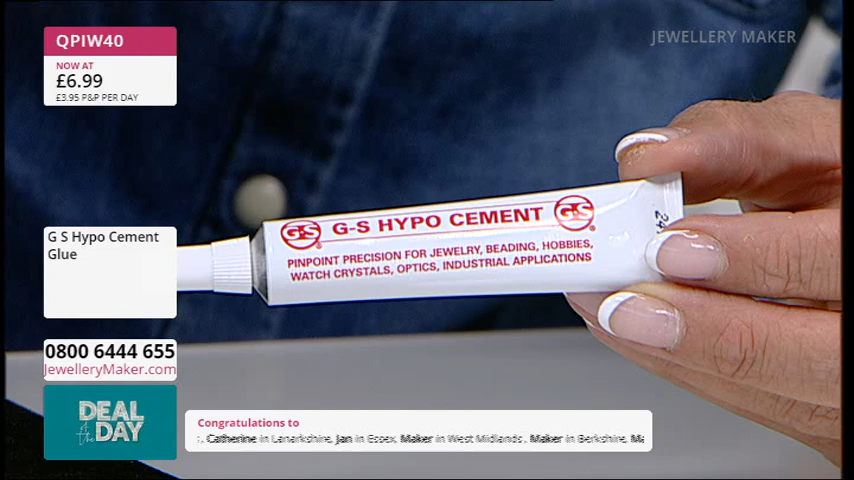 QPIW40
NOW AT
£6.99
£3.95 P&P PER DAY
JEWELLERY MAKER
GS G-S HYPO CEMENT GS
PINPOINT PRECISION FOR JEWELRY, BEADING, HOBBIES,
WATCH CRYSTALS, OPTICS, INDUSTRIAL APPLICATIONS
G S Hypo Cement
Glue
0800 6444 655
JewelleryMaker.com
DEAL
of the
DAY
Congratulations to
Catherine in Lanarkshire, Jan in Essex, Maker in West Midlands , Maker in Berkshire,